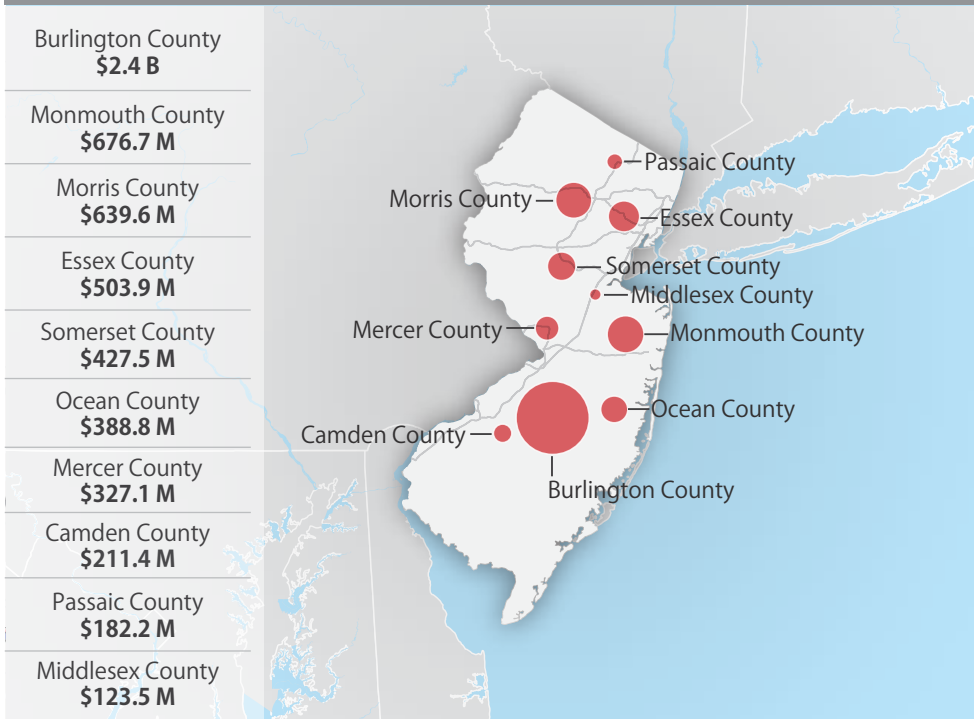 Burlington County
$2.4 B
Monmouth County
$676.7 M
Morris County
$639.6 M
Essex County
$503.9 M
Somerset County
$427.5 M
Ocean County
$388.8 M
Mercer County
$327.1 M
Camden County
$211.4 M
Passaic County
$182.2 M
Middlesex County
$123.5 M
Passaic County
Morris County
Essex County
Somerset County
Middlesex County
Mercer County
Monmouth County
Ocean County
Camden County
Burlington County